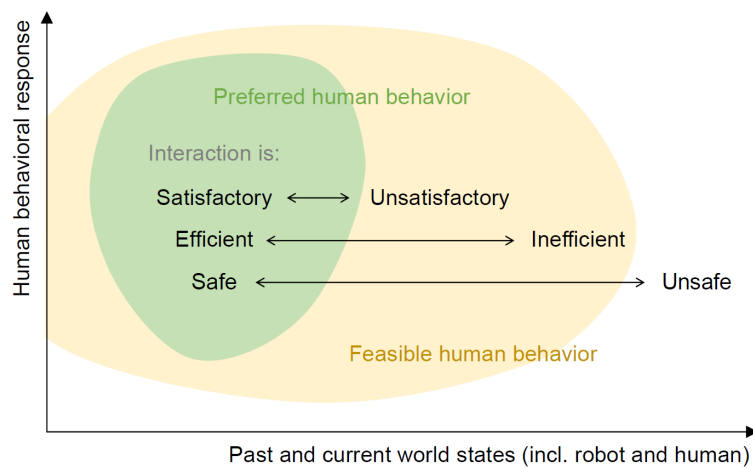 Human behavioral response
Preferred human behavior
Interaction is:
Satisfactory Unsatisfactory
Efficient Inefficient
Safe Unsafe
Feasible human behavior
Past and current world states (incl. robot and human)